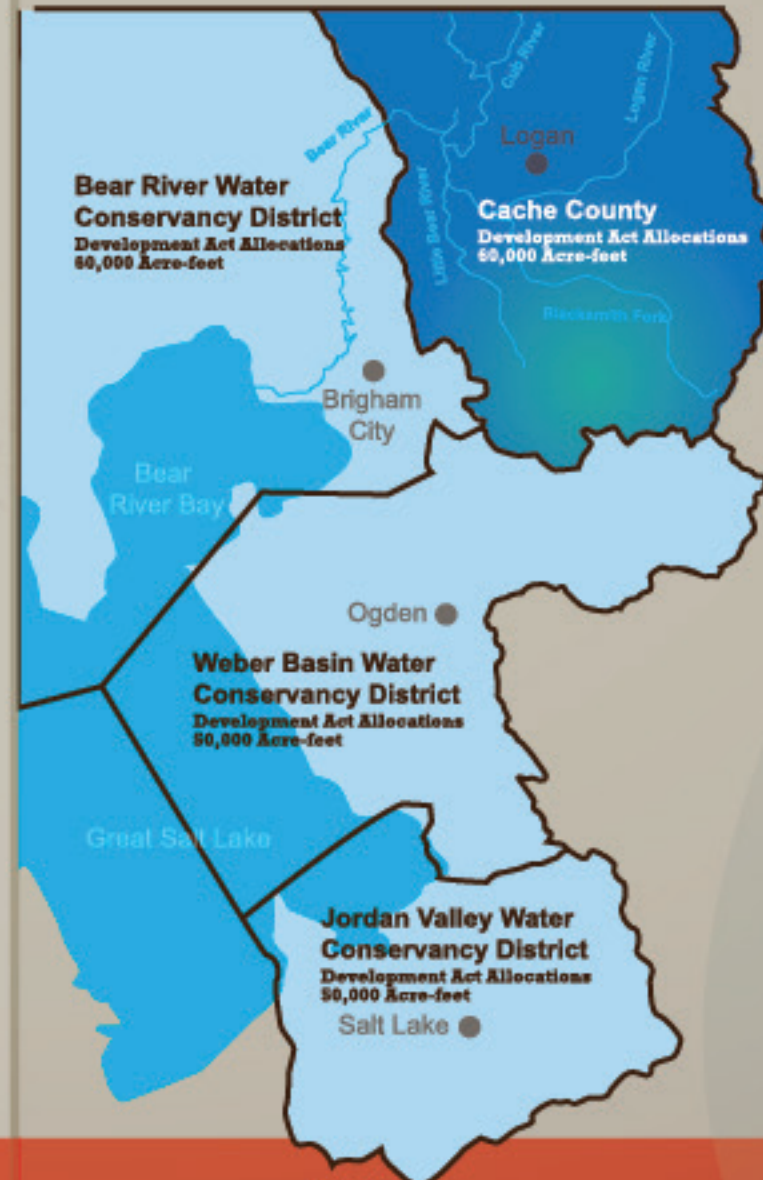 Cub River
Logan River
Bear River
Logan
Bear River Water
Conservancy District
Development Act Allocations
60,000 Acre-feet
Little Bear River
Cache County
Development Act Allocations
60,000 Acre-feet
Blacksmith Fork
Brigham
City
Bear
River Bay
Ogden
Weber Basin Water
Conservancy District
Development Act Allocations
50,000 Acre-feet
Great Salt Lake
Jordan Valley Water
Conservancy District
Development Act Allocations
50,000 Acre-feet
Salt Lake